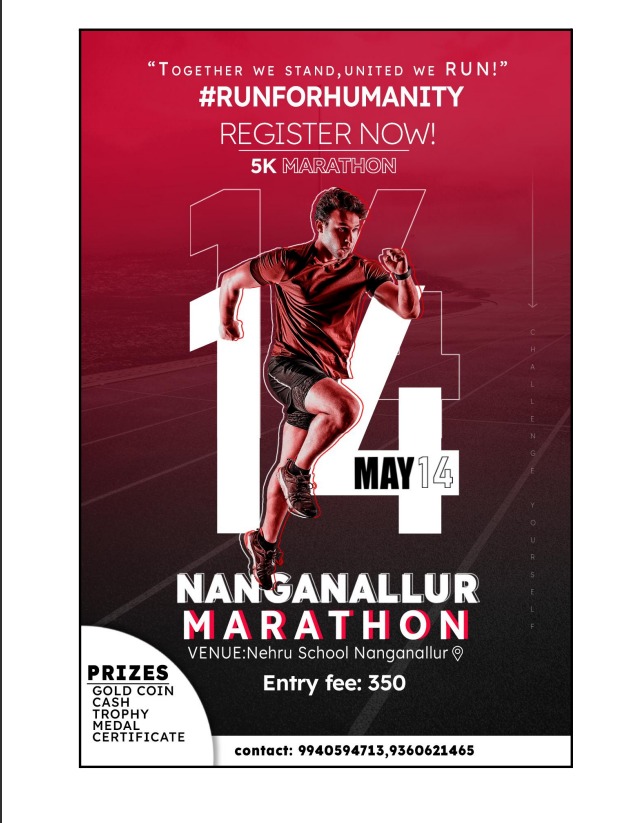 “TOGETHER WE STAND,UNITED WE RUN!”
#RUNFORHUMANITY
REGISTER NOW!
5K MARATHON
14
14
CHALLENGE YOURSELF
MAY 14
NANGANALLUR
MARATHON
VENUE:Nehru School Nanganallur
Entry fee: 350
PRIZES
GOLD COIN
CASH
TROPHY
MEDAL
CERTIFICATE
contact: 9940594713,9360621465